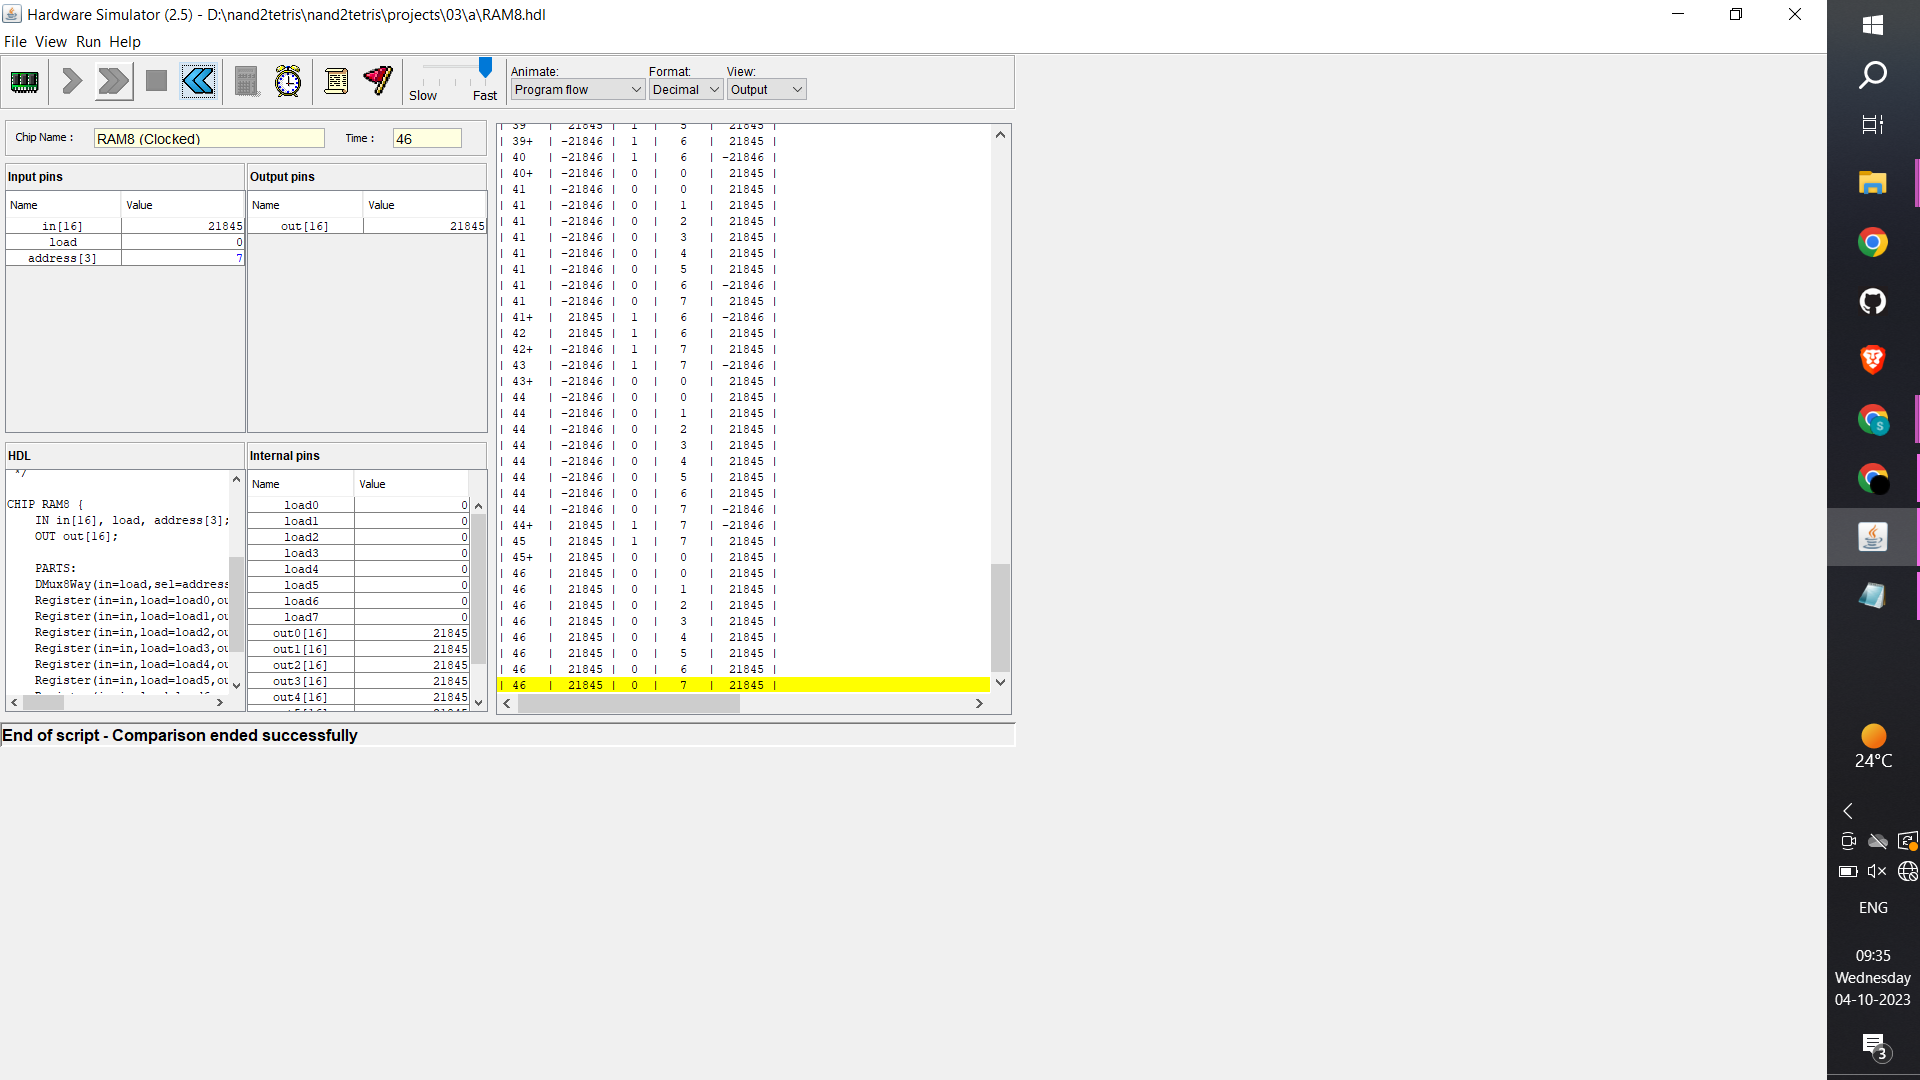 Hardware Simulator (2.5) - D:\nand2tetris\nand2tetris\projects\03\a\RAM8.hdl
File View Run Help
Slow Fast
Animate: Format: View:
Program flow Decimal Output
Chip Name : RAM8 (Clocked) Time : 46
Input pins
Name Value
in[16] 21845
load 0
address[3] 7
Output pins
Name Value
out[16] 21845
HDL
*/
CHIP RAM8 {
IN in[16], load, address[3];
OUT out[16];
PARTS:
DMux8Way(in=load,sel=address
Register(in=in,load=load0,ou
Register(in=in,load=load1,ou
Register(in=in,load=load2,ou
Register(in=in,load=load3,ou
Register(in=in,load=load4,ou
Register(in=in,load=load5,ou
Internal pins
Name Value
load0 0
load1 0
load2 0
load3 0
load4 0
load5 0
load6 0
load7 0
out0[16] 21845
out1[16] 21845
out2[16] 21845
out3[16] 21845
out4[16] 21845
| 39 | 21845 | 1 | 5 | 21845 |
| 39+ | -21846 | 1 | 6 | 21845 |
| 40 | -21846 | 1 | 6 | -21846 |
| 40+ | -21846 | 0 | 0 | 21845 |
| 41 | -21846 | 0 | 0 | 21845 |
| 41 | -21846 | 0 | 1 | 21845 |
| 41 | -21846 | 0 | 2 | 21845 |
| 41 | -21846 | 0 | 3 | 21845 |
| 41 | -21846 | 0 | 4 | 21845 |
| 41 | -21846 | 0 | 5 | 21845 |
| 41 | -21846 | 0 | 6 | -21846 |
| 41 | -21846 | 0 | 7 | 21845 |
| 41+ | 21845 | 1 | 6 | -21846 |
| 42 | 21845 | 1 | 6 | 21845 |
| 42+ | -21846 | 1 | 7 | 21845 |
| 43 | -21846 | 1 | 7 | -21846 |
| 43+ | -21846 | 0 | 0 | 21845 |
| 44 | -21846 | 0 | 0 | 21845 |
| 44 | -21846 | 0 | 1 | 21845 |
| 44 | -21846 | 0 | 2 | 21845 |
| 44 | -21846 | 0 | 3 | 21845 |
| 44 | -21846 | 0 | 4 | 21845 |
| 44 | -21846 | 0 | 5 | 21845 |
| 44 | -21846 | 0 | 6 | 21845 |
| 44 | -21846 | 0 | 7 | -21846 |
| 44+ | 21845 | 1 | 7 | -21846 |
| 45 | 21845 | 1 | 7 | 21845 |
| 45+ | 21845 | 0 | 0 | 21845 |
| 46 | 21845 | 0 | 0 | 21845 |
| 46 | 21845 | 0 | 1 | 21845 |
| 46 | 21845 | 0 | 2 | 21845 |
| 46 | 21845 | 0 | 3 | 21845 |
| 46 | 21845 | 0 | 4 | 21845 |
| 46 | 21845 | 0 | 5 | 21845 |
| 46 | 21845 | 0 | 6 | 21845 |
| 46 | 21845 | 0 | 7 | 21845 |
End of script - Comparison ended successfully
S
24°C
ENG
09:35
Wednesday
04-10-2023
3